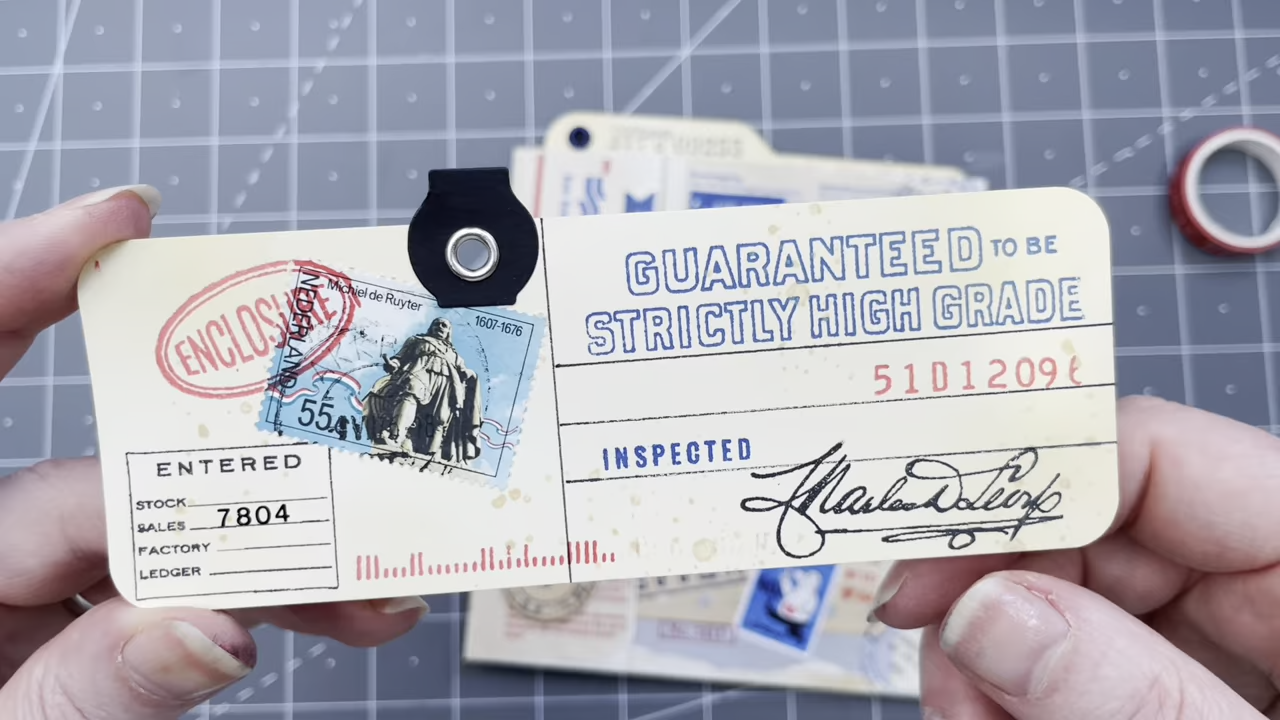 ENCLOSURE
NEDERLAND
Michiel de Ruyter
1607-1676
55
ENTERED
STOCK
SALES 7804
FACTORY
LEDGER
GUARANTEED TO BE
STRICTLY HIGH GRADE
51D1209
INSPECTED